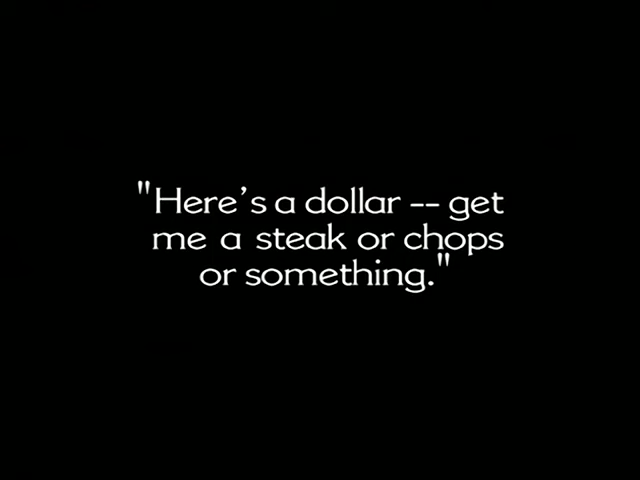 "Here's a dollar -- get
me a steak or chops
or something."